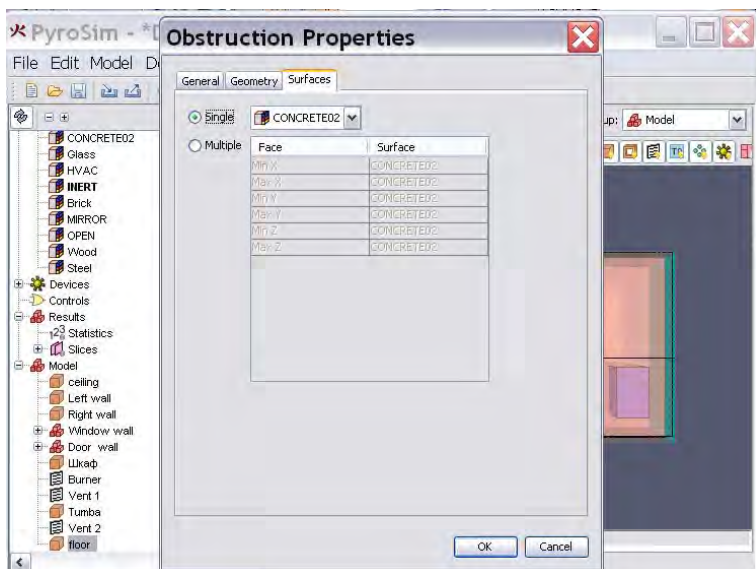 PyroSim - *D
Obstruction Properties
File Edit Model D
General Geometry Surfaces
Single CONCRETE02
Multiple
Face Surface
Min X CONCRETE02
Max X CONCRETE02
Min Y CONCRETE02
Max Y CONCRETE02
Min Z CONCRETE02
Max Z CONCRETE02
OK Cancel
up: Model
CONCRETE02
Glass
HVAC
INERT
Brick
MIRROR
OPEN
Wood
Steel
Devices
Controls
Results
Statistics
Slices
Model
ceiling
Left wall
Right wall
Window wall
Door wall
Шкаф
Burner
Vent 1
Tumba
Vent 2
floor